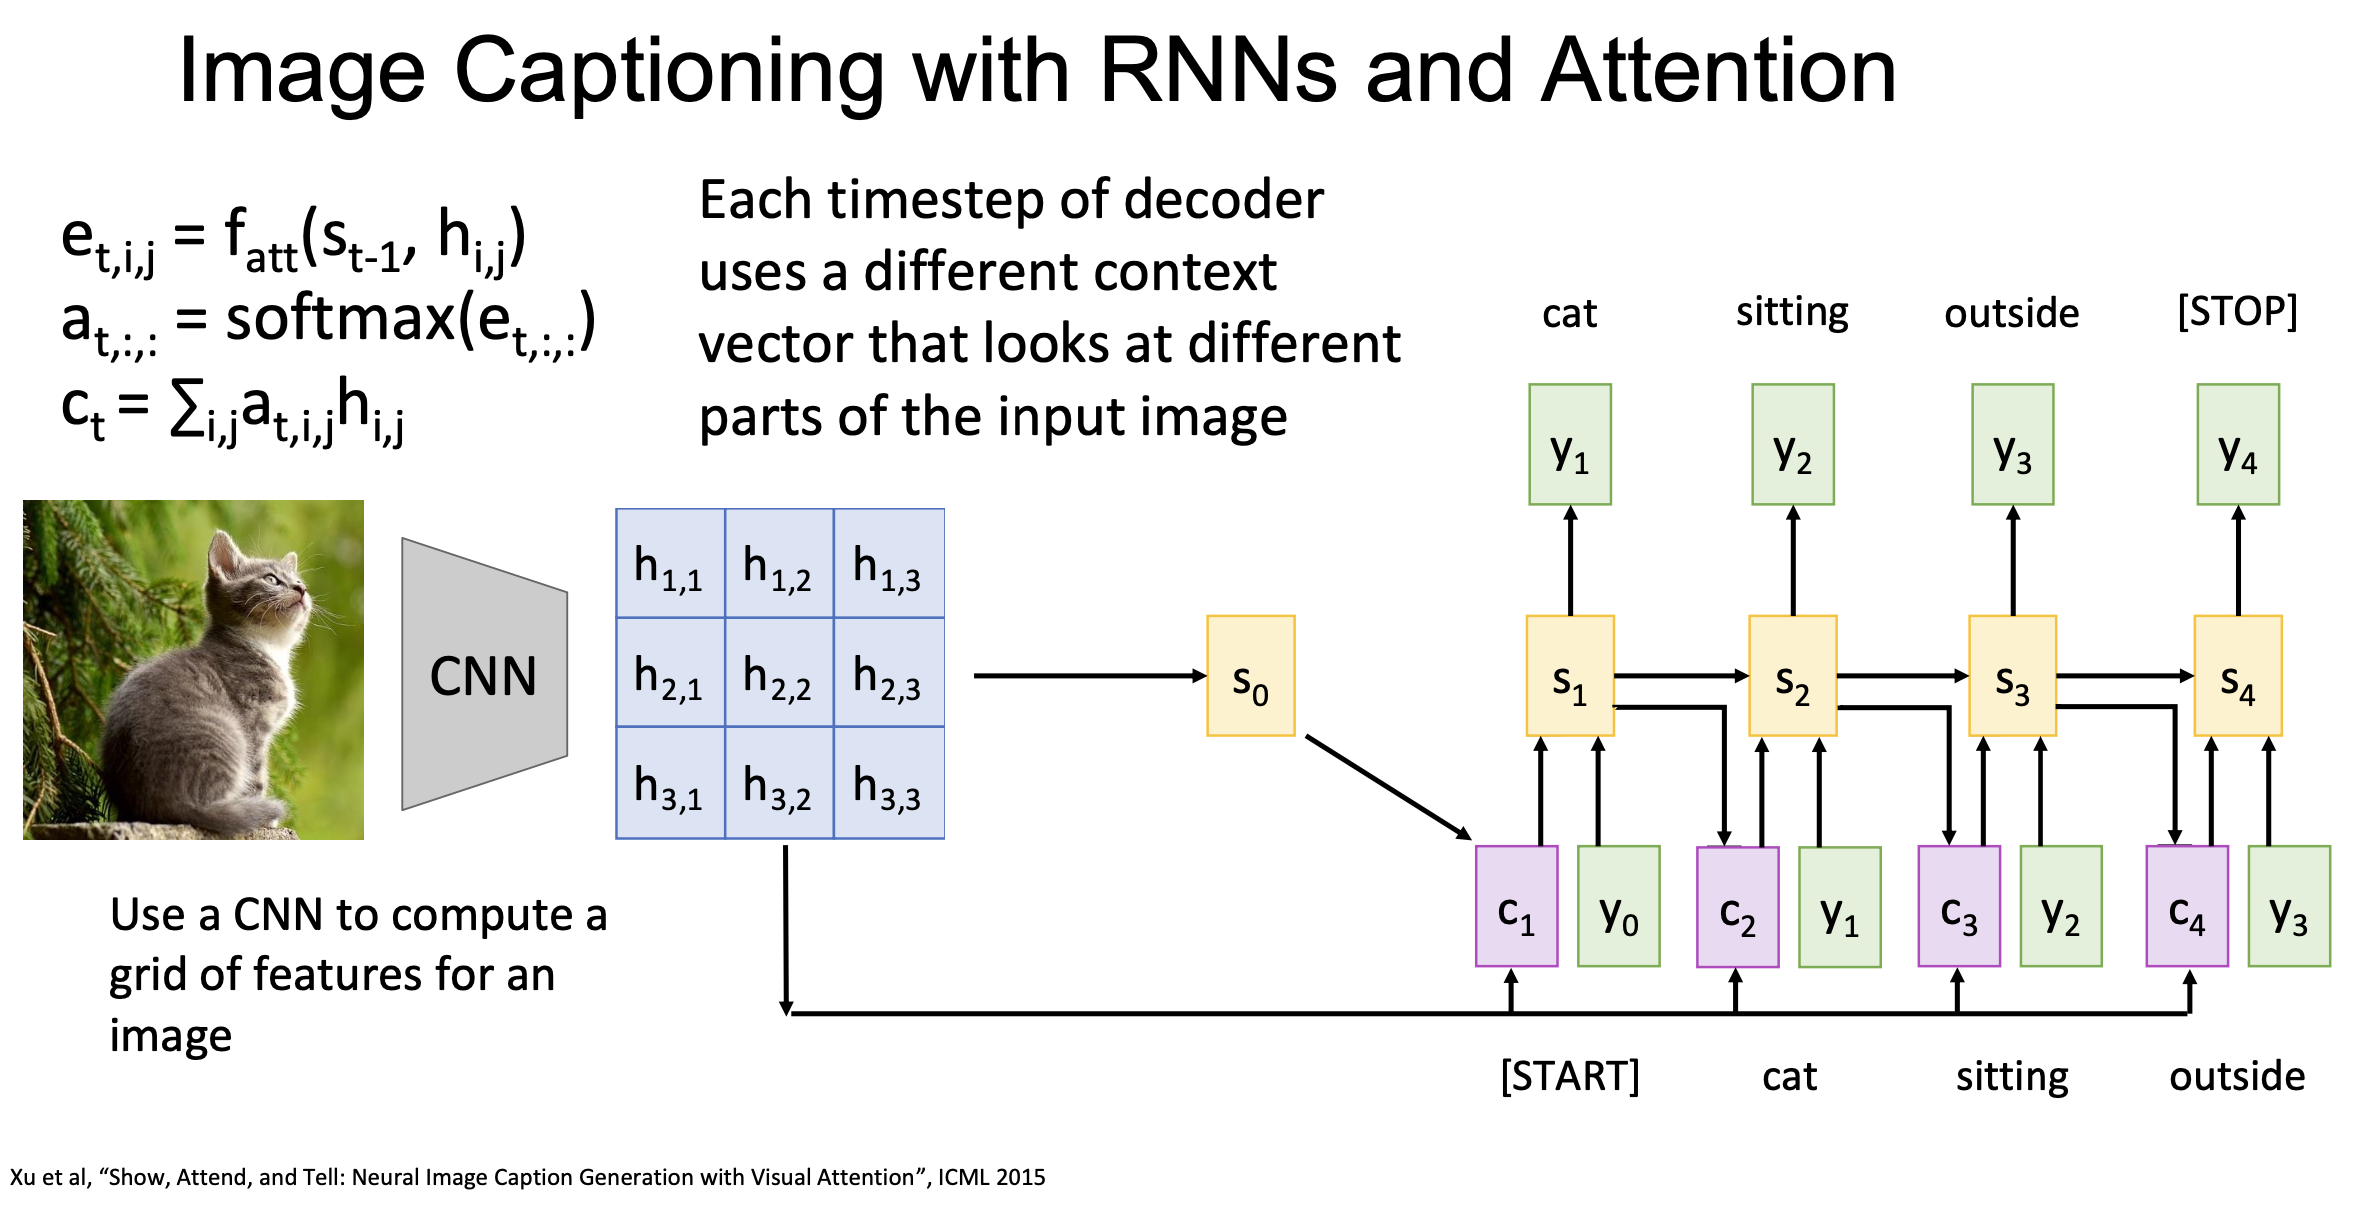 Image Captioning with RNNs and Attention
e_{t,i,j} = f_{att}(s_{t-1}, h_{i,j})
a_{t,:,:} = softmax(e_{t,:,:})
c_t = ∑_{i,j}a_{t,i,j}h_{i,j}
Each timestep of decoder
uses a different context
vector that looks at different
parts of the input image
cat sitting outside [STOP]
y_1 y_2 y_3 y_4
CNN
h_{1,1} h_{1,2} h_{1,3}
h_{2,1} h_{2,2} h_{2,3}
h_{3,1} h_{3,2} h_{3,3}
s_0 s_1 s_2 s_3 s_4
c_1 y_0 c_2 y_1 c_3 y_2 c_4 y_3
[START] cat sitting outside
Use a CNN to compute a
grid of features for an
image
Xu et al, “Show, Attend, and Tell: Neural Image Caption Generation with Visual Attention”, ICML 2015